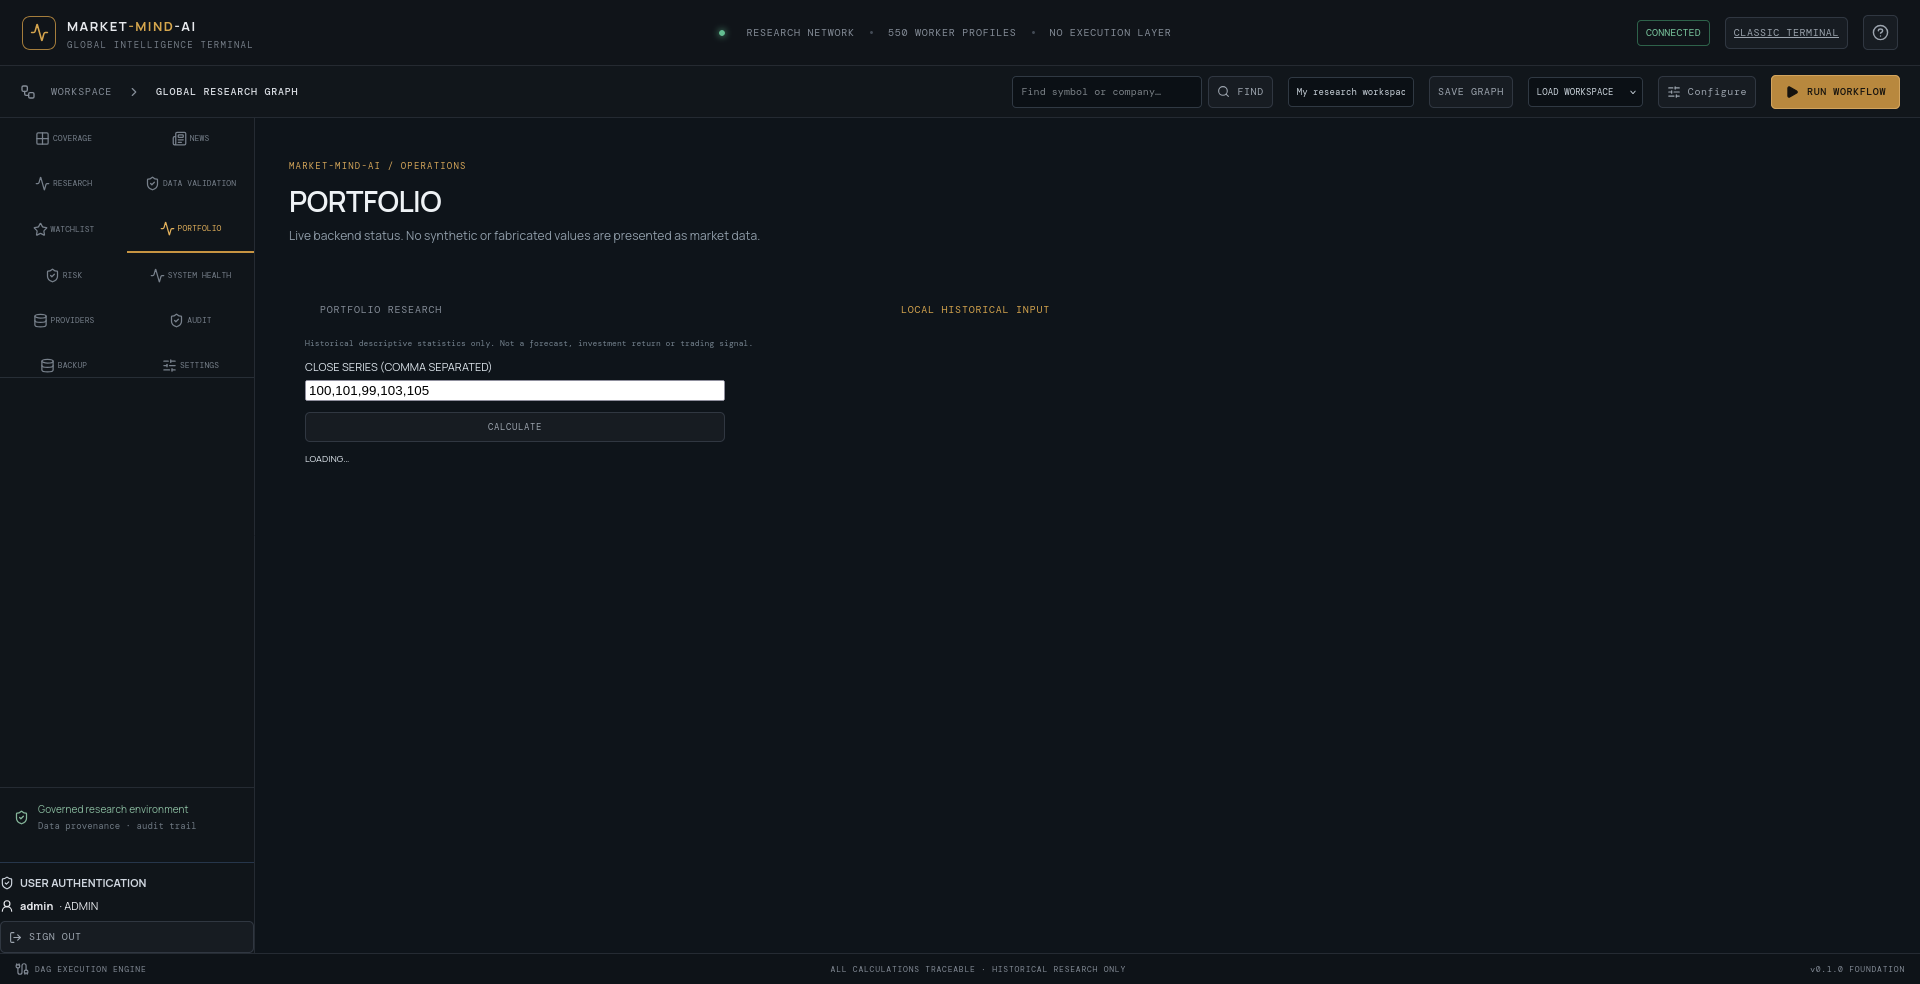 MARKET-MIND-AI
GLOBAL INTELLIGENCE TERMINAL
RESEARCH NETWORK • 550 WORKER PROFILES • NO EXECUTION LAYER
CONNECTED
CLASSIC TERMINAL
WORKSPACE > GLOBAL RESEARCH GRAPH
Find symbol or company…
FIND
My research workspac
SAVE GRAPH
LOAD WORKSPACE
Configure
RUN WORKFLOW
COVERAGE
NEWS
RESEARCH
DATA VALIDATION
WATCHLIST
PORTFOLIO
RISK
SYSTEM HEALTH
PROVIDERS
AUDIT
BACKUP
SETTINGS
MARKET-MIND-AI / OPERATIONS
PORTFOLIO
Live backend status. No synthetic or fabricated values are presented as market data.
PORTFOLIO RESEARCH
LOCAL HISTORICAL INPUT
Historical descriptive statistics only. Not a forecast, investment return or trading signal.
CLOSE SERIES (COMMA SEPARATED)
100,101,99,103,105
CALCULATE
LOADING…
Governed research environment
Data provenance · audit trail
USER AUTHENTICATION
admin · ADMIN
SIGN OUT
DAG EXECUTION ENGINE
ALL CALCULATIONS TRACEABLE · HISTORICAL RESEARCH ONLY
v0.1.0 FOUNDATION